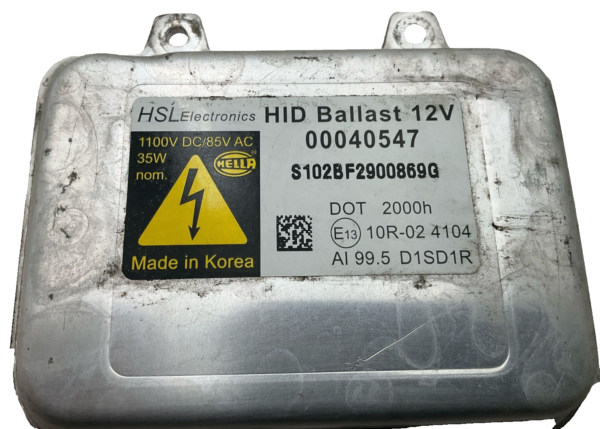 HSLElectronics HID Ballast 12V
00040547
S102BF2900869G
1100V DC/85V AC
35W
nom.
HELLA
Made in Korea
DOT 2000h
E13 10R-02 4104
AI 99.5 D1SD1R